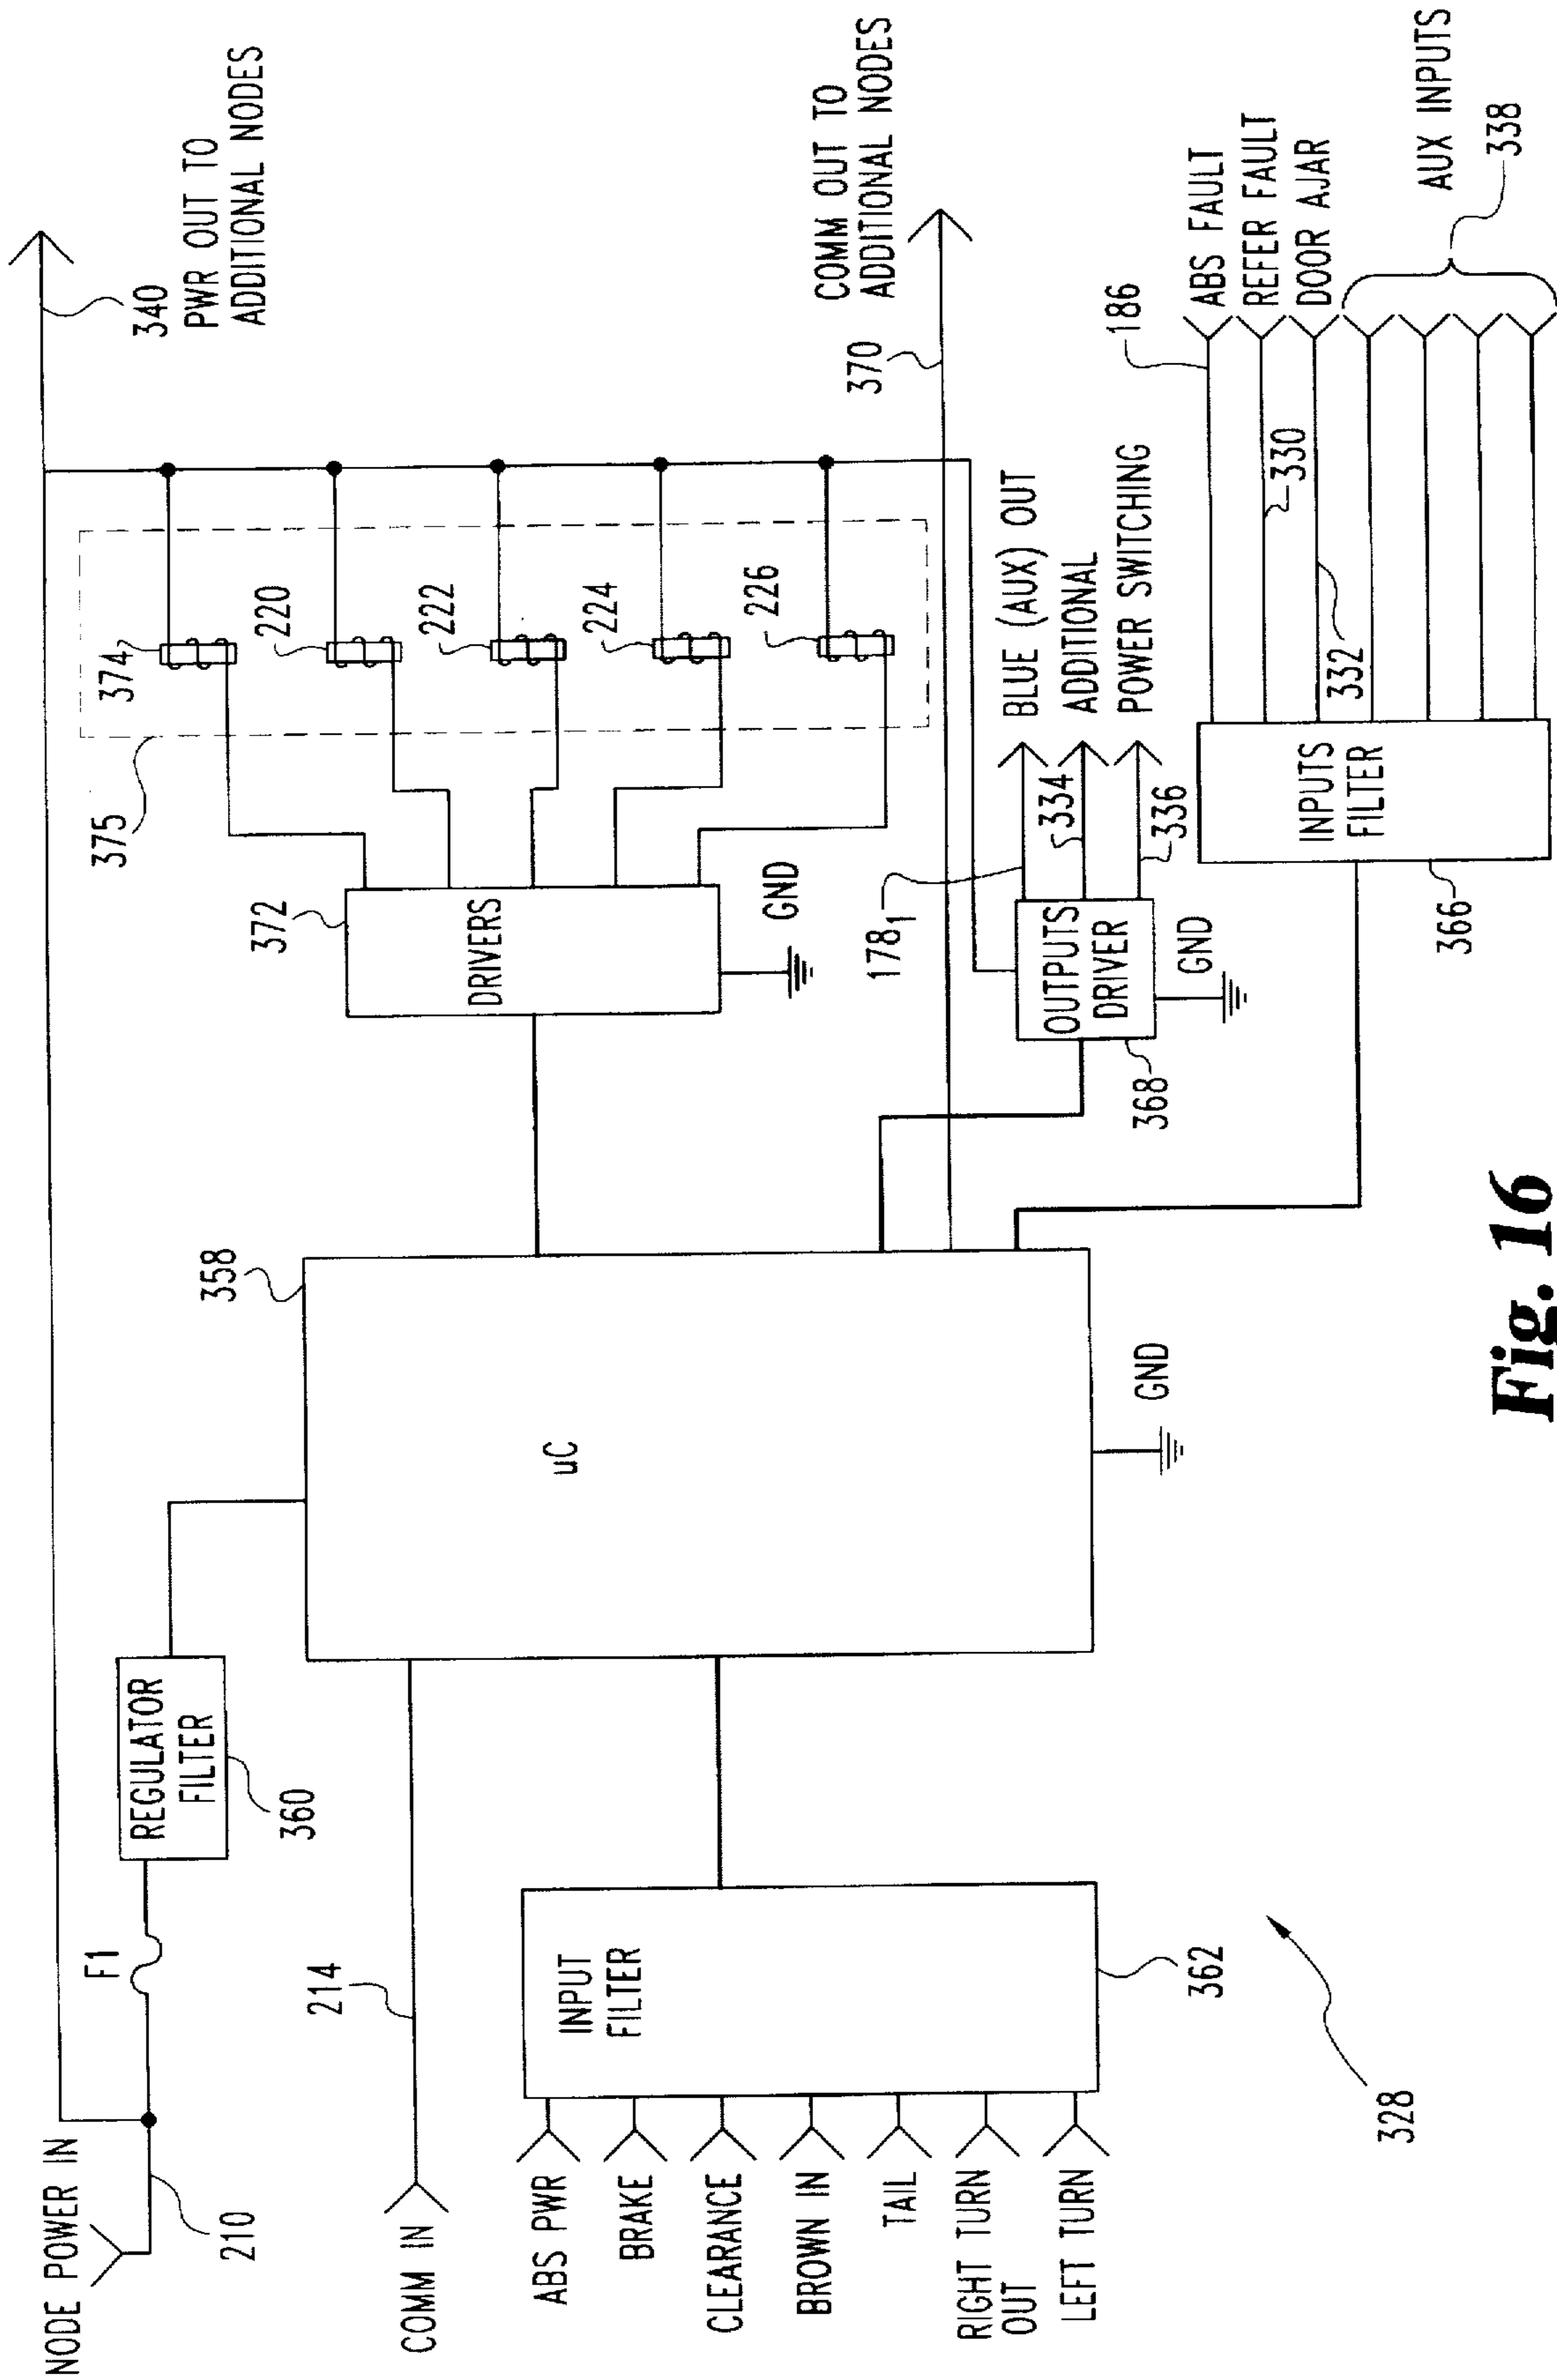 NODE POWER IN
210
F1
REGULATOR
FILTER
360
340
PWR OUT TO
ADDITIONAL NODES
COMM IN
214
358
uC
GND
ABS PWR
BRAKE
CLEARANCE
BROWN IN
TAIL
RIGHT TURN
OUT
LEFT TURN
INPUT
FILTER
362
328
372
DRIVERS
GND
375
374
220
222
224
226
370
COMM OUT TO
ADDITIONAL NODES
178₁
334
336
BLUE (AUX) OUT
ADDITIONAL
POWER SWITCHING
OUTPUTS
DRIVER
GND
368
186
ABS FAULT
330
REFER FAULT
332
DOOR AJAR
AUX INPUTS
338
INPUTS
FILTER
366
Fig. 16